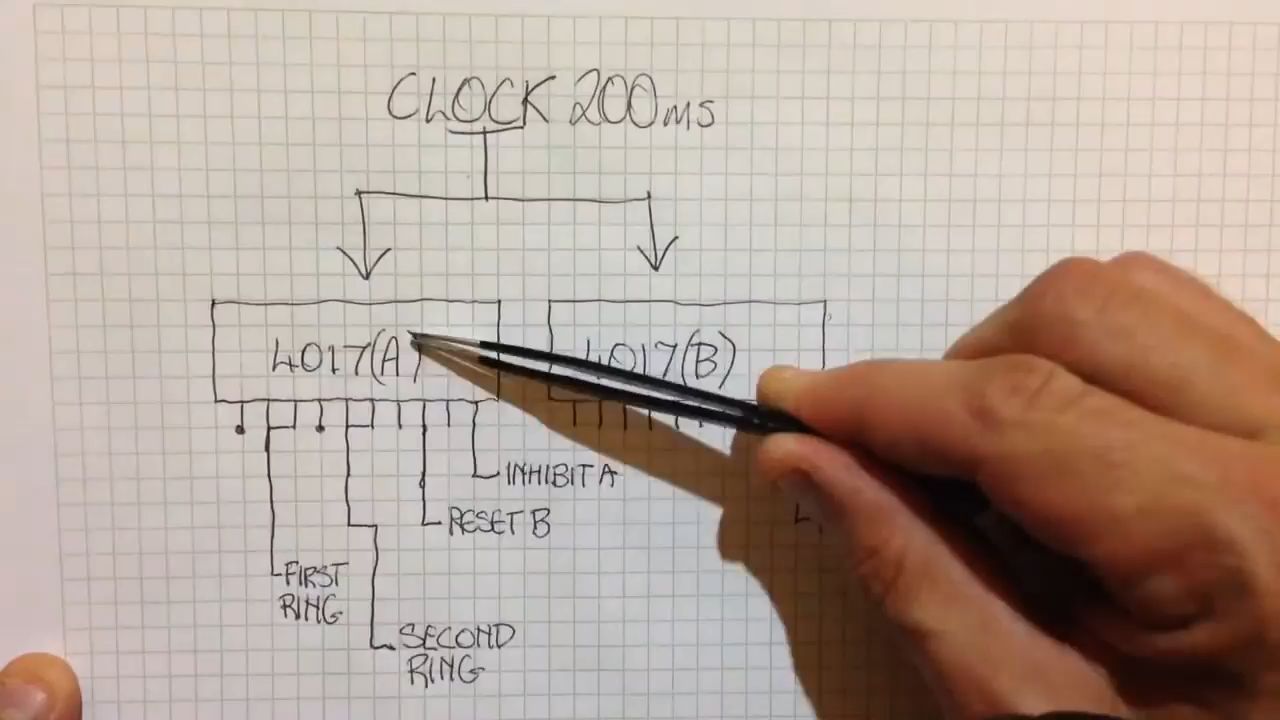 CLOCK 200ms
4017(A)
4017(B)
INHIBIT A
RESET B
FIRST
RING
SECOND
RING